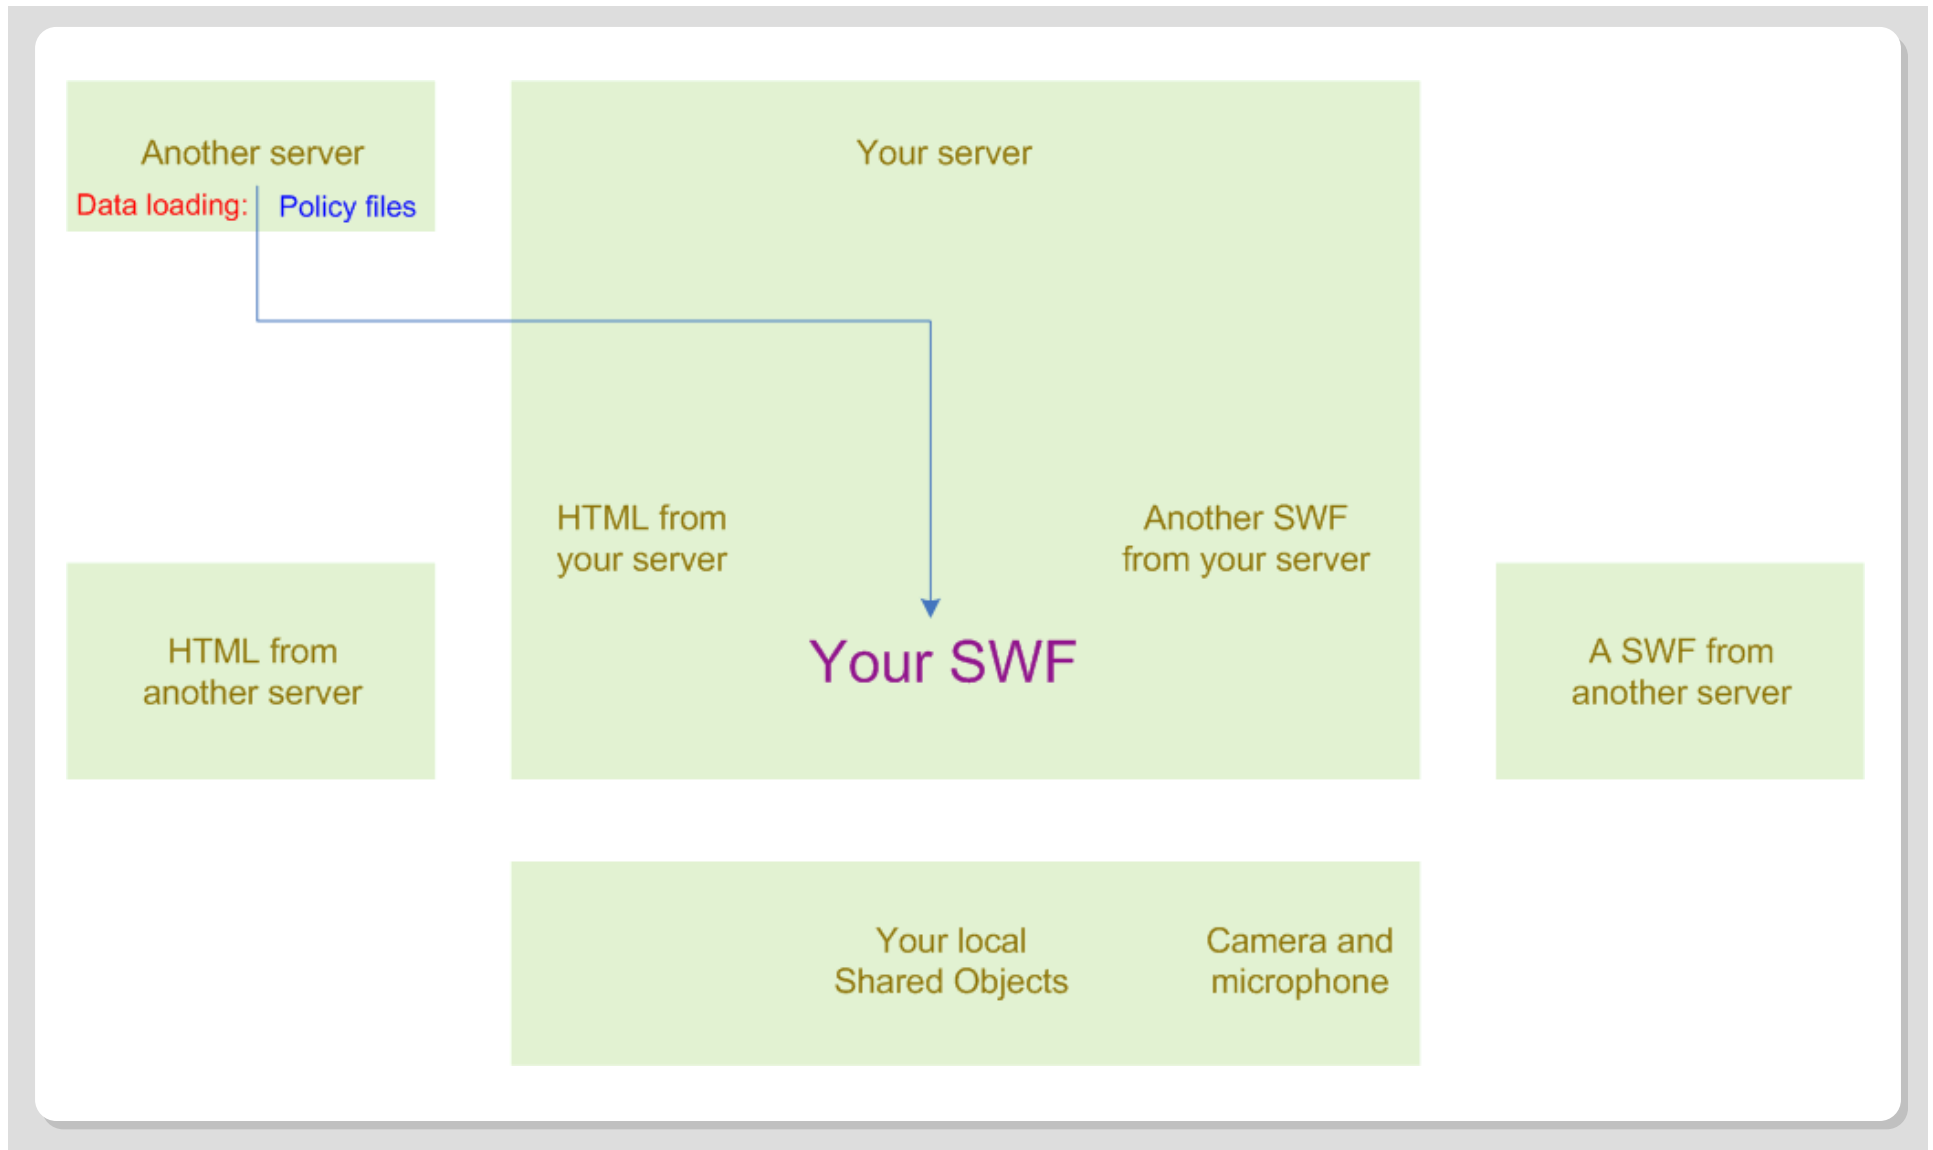 Another server
Data loading: Policy files
Your server
HTML from
your server
Another SWF
from your server
Your SWF
HTML from
another server
A SWF from
another server
Your local
Shared Objects
Camera and
microphone